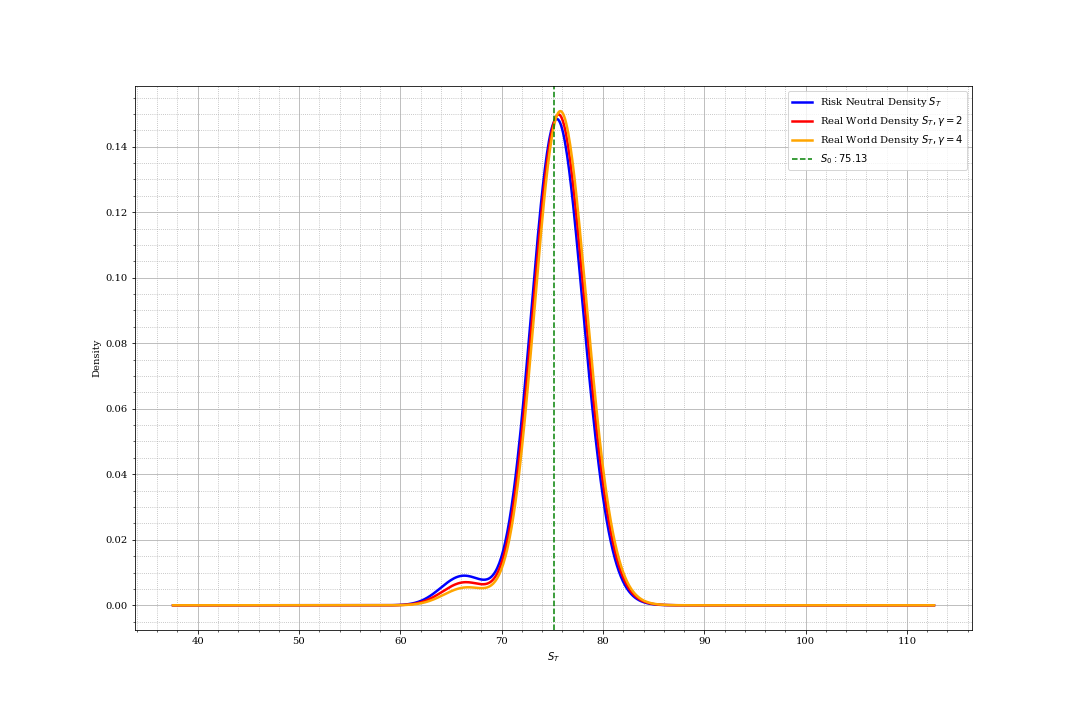 Risk Neutral Density S_T
Real World Density S_T, γ = 2
Real World Density S_T, γ = 4
S_0 : 75.13
0.14
0.12
0.10
0.08
0.06
0.04
0.02
0.00
Density
40 50 60 70 80 90 100 110
S_T